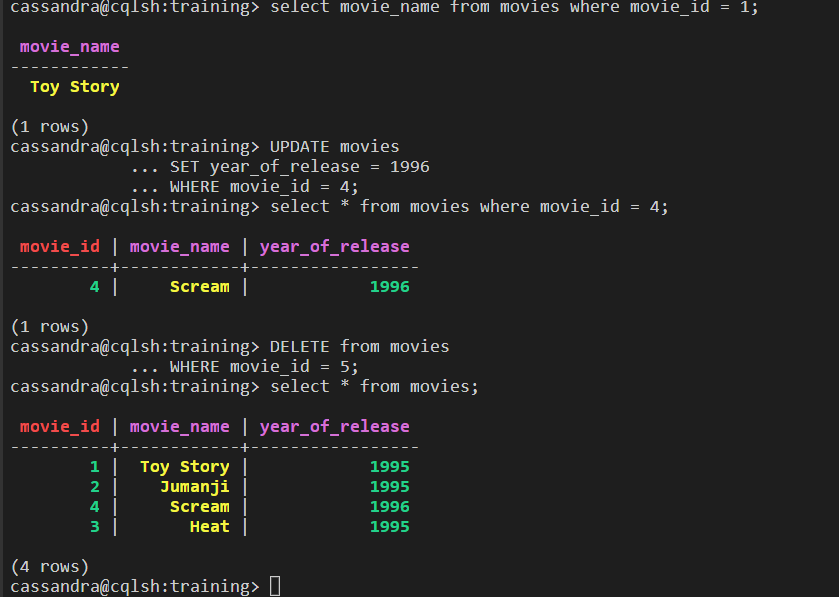 cassandra@cqlsh:training> select movie_name from movies where movie_id = 1;
movie_name
------------
Toy Story
(1 rows)
cassandra@cqlsh:training> UPDATE movies
... SET year_of_release = 1996
... WHERE movie_id = 4;
cassandra@cqlsh:training> select * from movies where movie_id = 4;
movie_id | movie_name | year_of_release
----------+------------+-----------------
4 | Scream | 1996
(1 rows)
cassandra@cqlsh:training> DELETE from movies
... WHERE movie_id = 5;
cassandra@cqlsh:training> select * from movies;
movie_id | movie_name | year_of_release
----------+------------+-----------------
1 | Toy Story | 1995
2 | Jumanji | 1995
4 | Scream | 1996
3 | Heat | 1995
(4 rows)
cassandra@cqlsh:training>